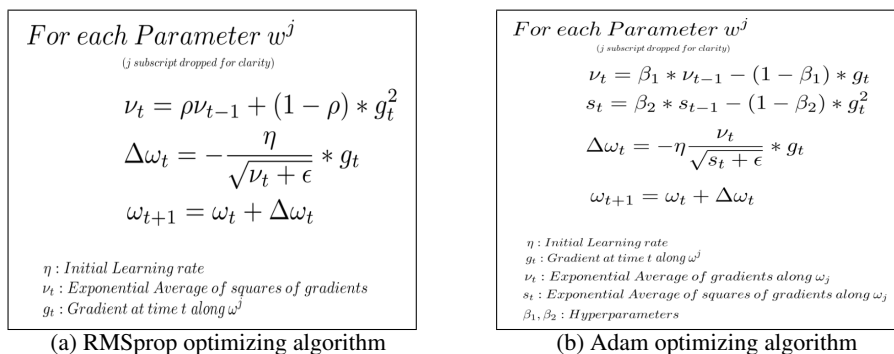 For each Parameter w^j
(j subscript dropped for clarity)
ν_t = ρν_{t−1} + (1 − ρ) * g_t^2
Δω_t = − η / √(ν_t + ϵ) * g_t
ω_{t+1} = ω_t + Δω_t
η : Initial Learning rate
ν_t : Exponential Average of squares of gradients
g_t : Gradient at time t along ω^j
(a) RMSprop optimizing algorithm
For each Parameter w^j
(j subscript dropped for clarity)
ν_t = β_1 * ν_{t−1} − (1 − β_1) * g_t
s_t = β_2 * s_{t−1} − (1 − β_2) * g_t^2
Δω_t = −η ν_t / √(s_t + ϵ) * g_t
ω_{t+1} = ω_t + Δω_t
η : Initial Learning rate
g_t : Gradient at time t along ω^j
ν_t : Exponential Average of gradients along ω_j
s_t : Exponential Average of squares of gradients along ω_j
β_1, β_2 : Hyperparameters
(b) Adam optimizing algorithm